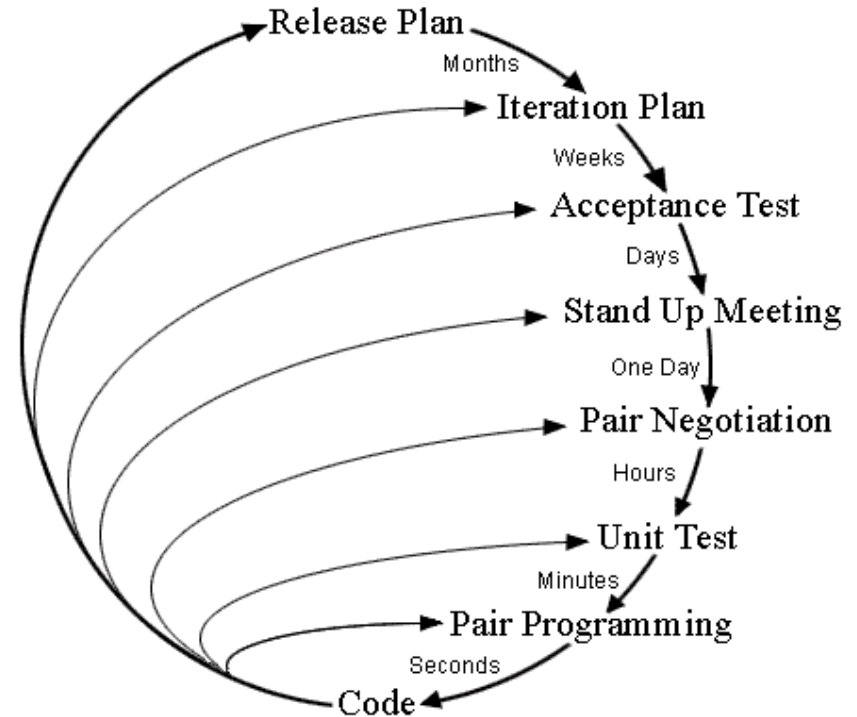 Release Plan
Months
Iteration Plan
Weeks
Acceptance Test
Days
Stand Up Meeting
One Day
Pair Negotiation
Hours
Unit Test
Minutes
Pair Programming
Seconds
Code